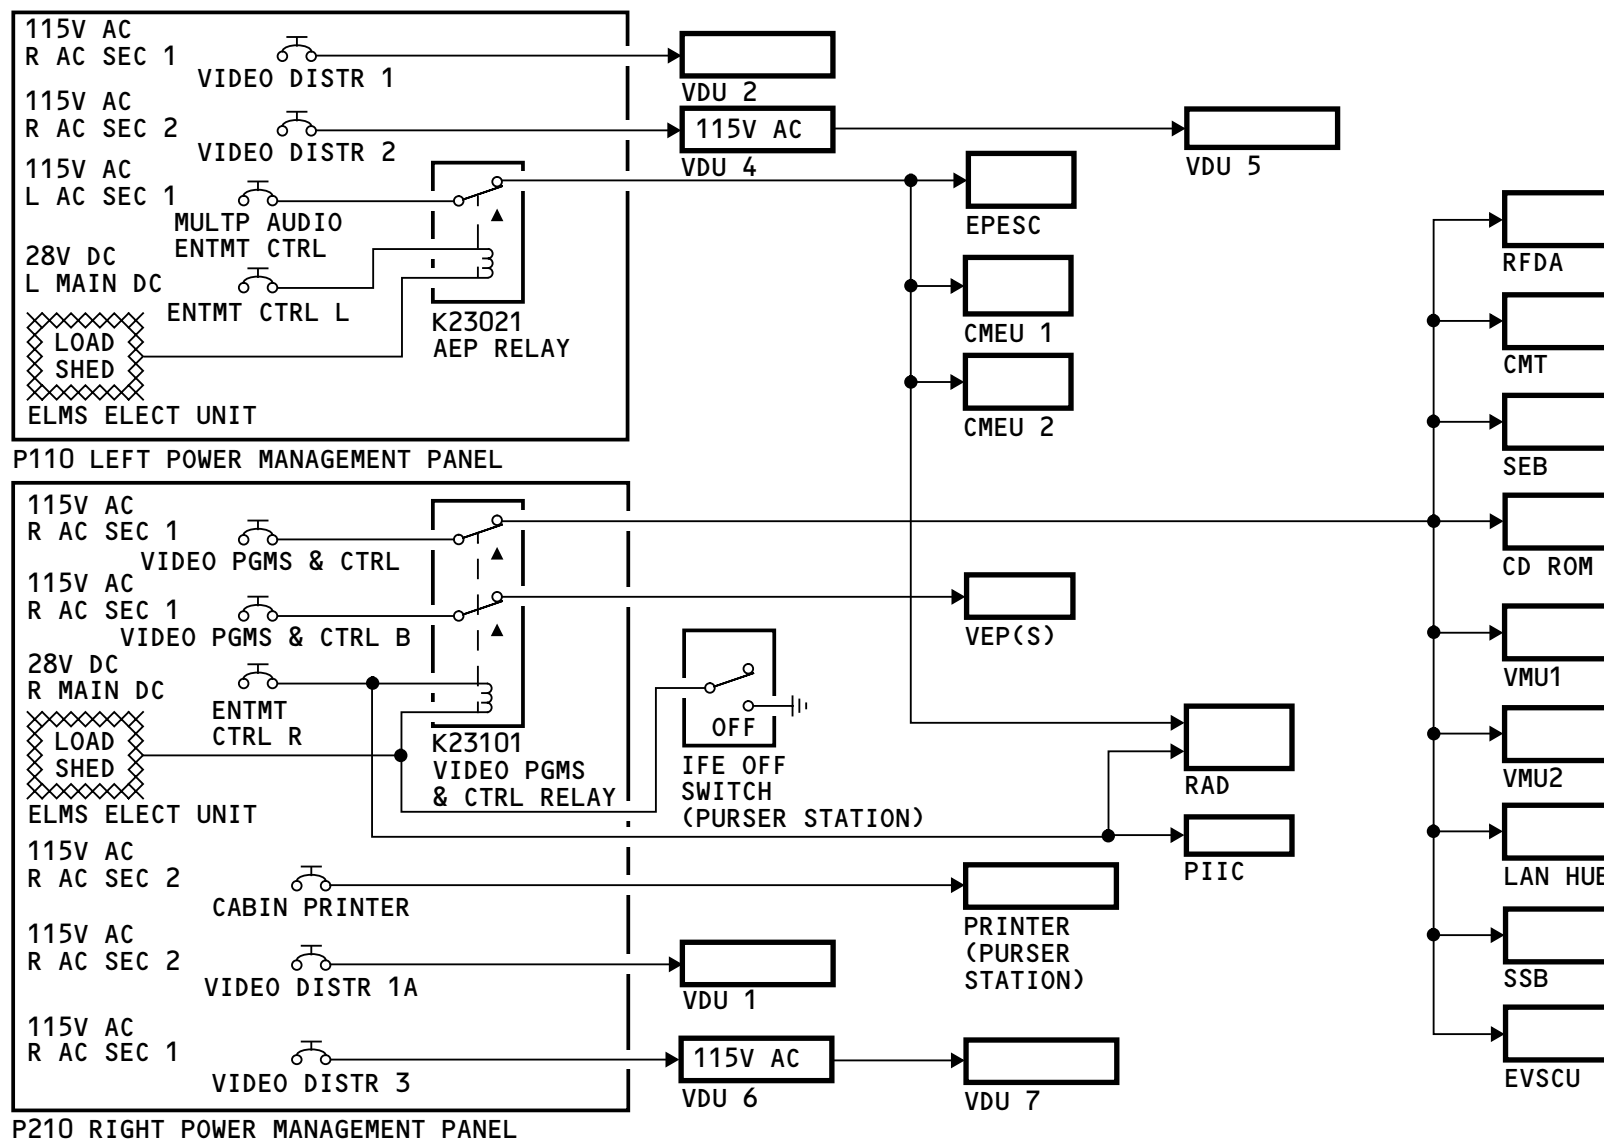 115V AC
R AC SEC 1
VIDEO DISTR 1
VDU 2
115V AC
R AC SEC 2
VIDEO DISTR 2
115V AC
VDU 4
VDU 5
115V AC
L AC SEC 1
MULTP AUDIO
ENTMT CTRL
28V DC
L MAIN DC
ENTMT CTRL L
LOAD
SHED
ELMS ELECT UNIT
K23021
AEP RELAY
P110 LEFT POWER MANAGEMENT PANEL
EPESC
CMEU 1
CMEU 2
RFDA
CMT
SEB
CD ROM
VMU1
VMU2
LAN HUB
SSB
EVSCU
115V AC
R AC SEC 1
VIDEO PGMS & CTRL
115V AC
R AC SEC 1
VIDEO PGMS & CTRL B
28V DC
R MAIN DC
ENTMT
CTRL R
LOAD
SHED
ELMS ELECT UNIT
K23101
VIDEO PGMS
& CTRL RELAY
VEP(S)
OFF
IFE OFF
SWITCH
(PURSER STATION)
RAD
PIIC
115V AC
R AC SEC 2
CABIN PRINTER
PRINTER
(PURSER
STATION)
115V AC
R AC SEC 2
VIDEO DISTR 1A
VDU 1
115V AC
R AC SEC 1
VIDEO DISTR 3
115V AC
VDU 6
VDU 7
P210 RIGHT POWER MANAGEMENT PANEL